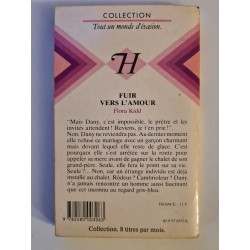 COLLECTION
Tout un monde d'évasion.
H
FUIR
VERS L'AMOUR
Flora Kidd
"Mais Dany, c'est impossible, le prêtre et les
invités attendent! Reviens, je t'en prie! ..."
Non. Dany ne reviendra pas. Au dernier moment
elle refuse ce mariage avec un garçon charmant
mais devant lequel elle reste de glace. C'est
pourquoi elle s'est arrêtée sur la route pour
appeler sa mère avant de gagner le chalet de son
grand-père. Seule, elle fera le point sur sa vie.
Seule ?... Non, car un étrange individu est déjà
installé au chalet. Rôdeur ? Cambrioleur ? Dany
n'a jamais rencontré un homme aussi fascinant que
cet inconnu au regard gris-bleu.
FRANCE
Collection. 8 titres par mois.